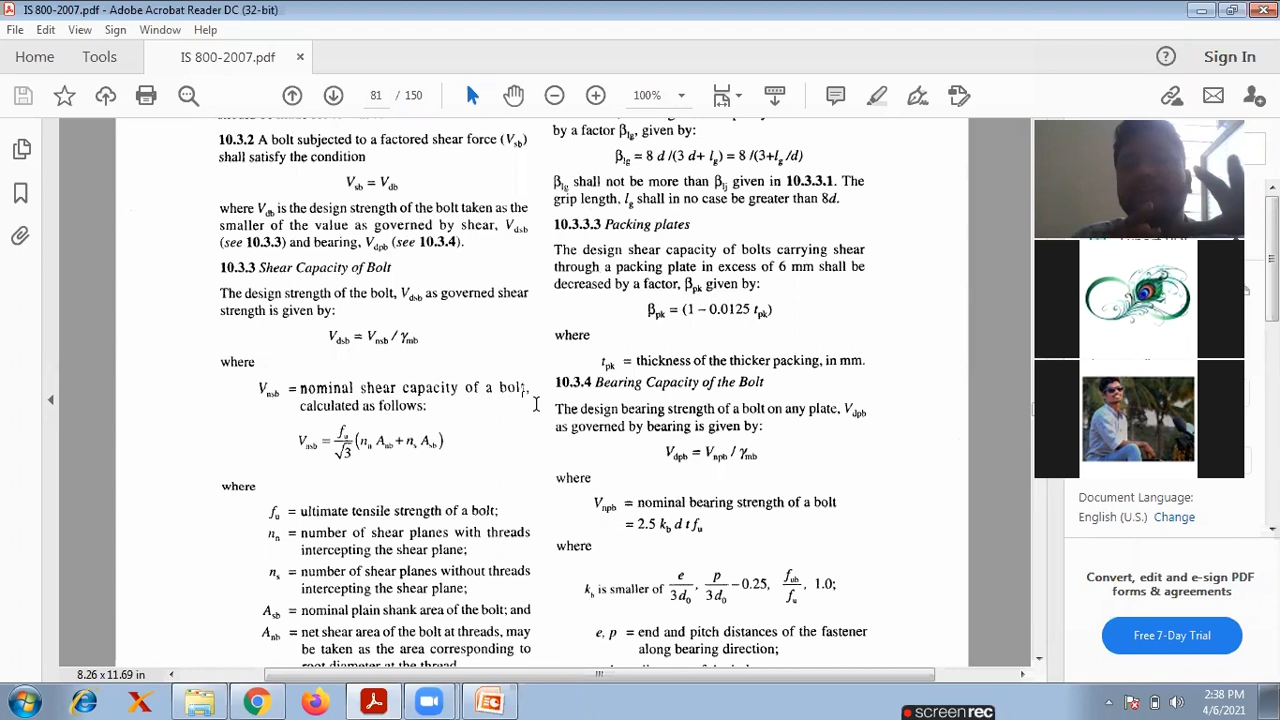 IS 800-2007.pdf - Adobe Acrobat Reader DC (32-bit)
File Edit View Sign Window Help
Home Tools IS 800-2007.pdf × Sign In
81 / 150 100%
10.3.2 A bolt subjected to a factored shear force (Vsb)
shall satisfy the condition
Vsb = Vdb
where Vdb is the design strength of the bolt taken as the
smaller of the value as governed by shear, Vdsb
(see 10.3.3) and bearing, Vdpb (see 10.3.4).
10.3.3 Shear Capacity of Bolt
The design strength of the bolt, Vdsb as governed shear
strength is given by:
Vdsb = Vnsb / γmb
where
Vnsb = nominal shear capacity of a bolt,
calculated as follows:
Vnsb = fu/√3 (nn Anb + ns Asb)
where
fu = ultimate tensile strength of a bolt;
nn = number of shear planes with threads
intercepting the shear plane;
ns = number of shear planes without threads
intercepting the shear plane;
Asb = nominal plain shank area of the bolt; and
Anb = net shear area of the bolt at threads, may
be taken as the area corresponding to
root diameter at the thread
by a factor βlg, given by:
βlg = 8 d /(3 d+ lg) = 8 /(3+lg/d)
βlg shall not be more than βlj given in 10.3.3.1. The
grip length, lg shall in no case be greater than 8d.
10.3.3.3 Packing plates
The design shear capacity of bolts carrying shear
through a packing plate in excess of 6 mm shall be
decreased by a factor, βpk given by:
βpk = (1 – 0.0125 tpk)
where
tpk = thickness of the thicker packing, in mm.
10.3.4 Bearing Capacity of the Bolt
The design bearing strength of a bolt on any plate, Vdpb
as governed by bearing is given by:
Vdpb = Vnpb / γmb
where
Vnpb = nominal bearing strength of a bolt
= 2.5 kb d t fu
where
kb is smaller of e/3d0, p/3d0 – 0.25, fub/fu, 1.0;
e, p = end and pitch distances of the fastener
along bearing direction;
Document Language:
English (U.S.) Change
Convert, edit and e-sign PDF
forms & agreements
Free 7-Day Trial
8.26 x 11.69 in
2:38 PM
4/6/2021
screenrec